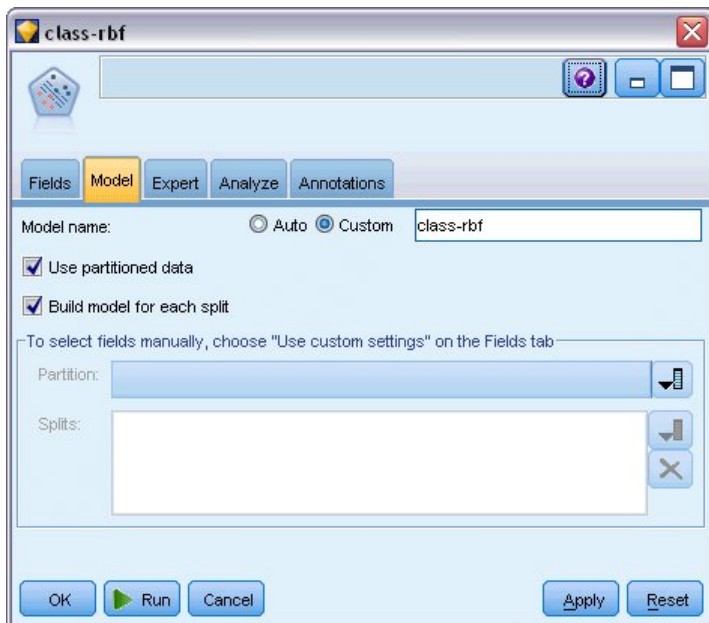 class-rbf
?
Fields Model Expert Analyze Annotations
Model name: Auto Custom class-rbf
Use partitioned data
Build model for each split
To select fields manually, choose "Use custom settings" on the Fields tab
Partition:
Splits:
OK Run Cancel Apply Reset